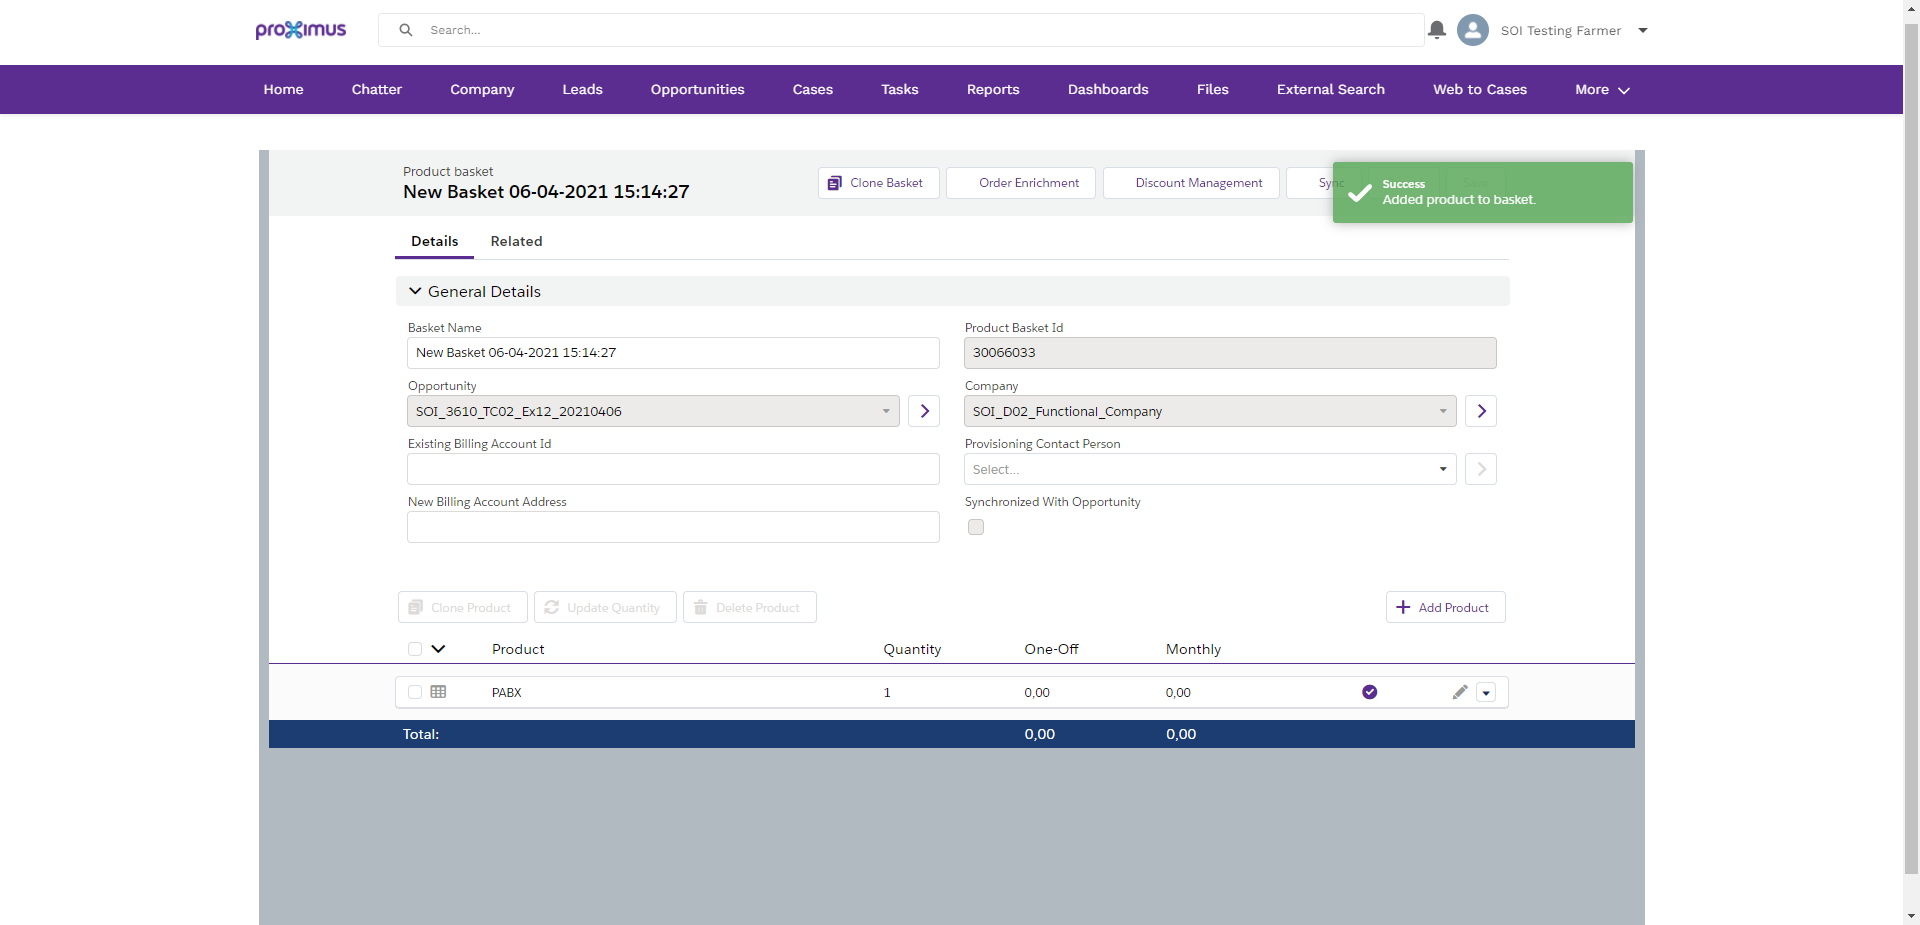 proximus
Search...
SOI Testing Farmer
Home
Chatter
Company
Leads
Opportunities
Cases
Tasks
Reports
Dashboards
Files
External Search
Web to Cases
More
Product basket
New Basket 06-04-2021 15:14:27
Clone Basket
Order Enrichment
Discount Management
Sync
Success
Added product to basket.
Details
Related
General Details
Basket Name
New Basket 06-04-2021 15:14:27
Product Basket Id
30066033
Opportunity
SOI_3610_TC02_Ex12_20210406
Company
SOI_D02_Functional_Company
Existing Billing Account Id
Provisioning Contact Person
Select...
New Billing Account Address
Synchronized With Opportunity
Clone Product
Update Quantity
Delete Product
Add Product
Product Quantity One-Off Monthly
PABX 1 0,00 0,00
Total: 0,00 0,00